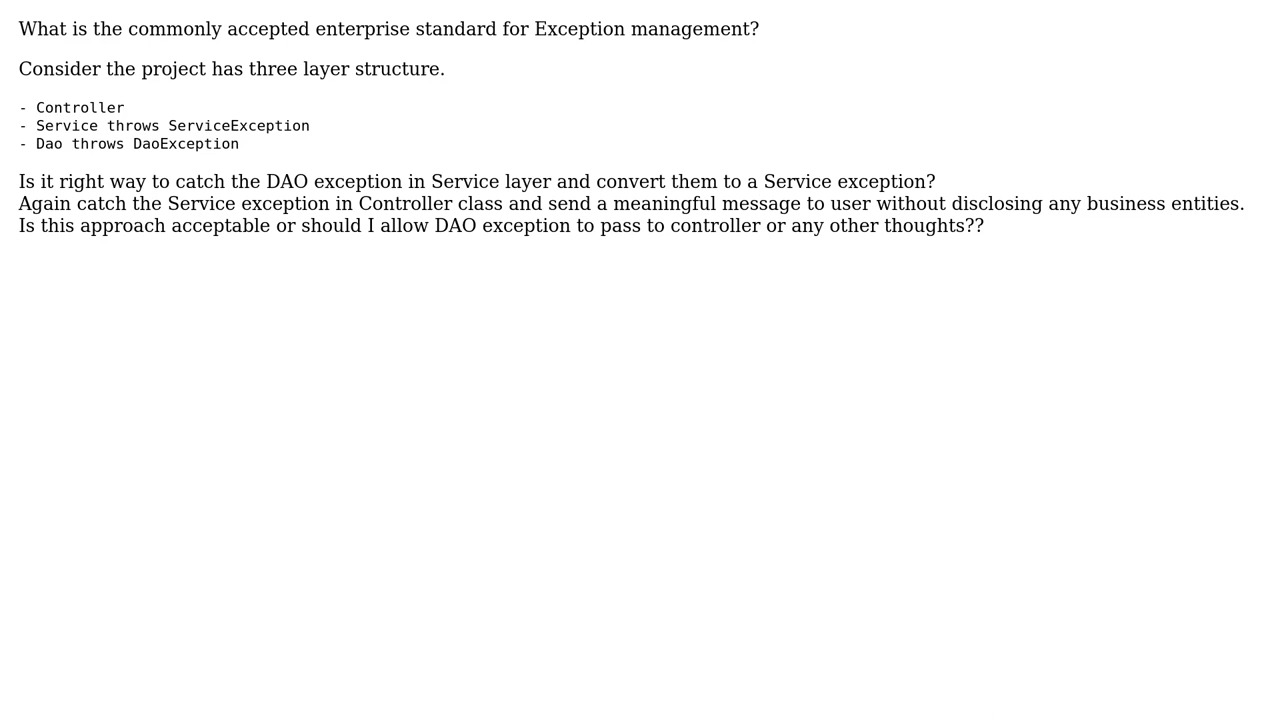 What is the commonly accepted enterprise standard for Exception management?
Consider the project has three layer structure.
- Controller
- Service throws ServiceException
- Dao throws DaoException
Is it right way to catch the DAO exception in Service layer and convert them to a Service exception?
Again catch the Service exception in Controller class and send a meaningful message to user without disclosing any business entities.
Is this approach acceptable or should I allow DAO exception to pass to controller or any other thoughts??